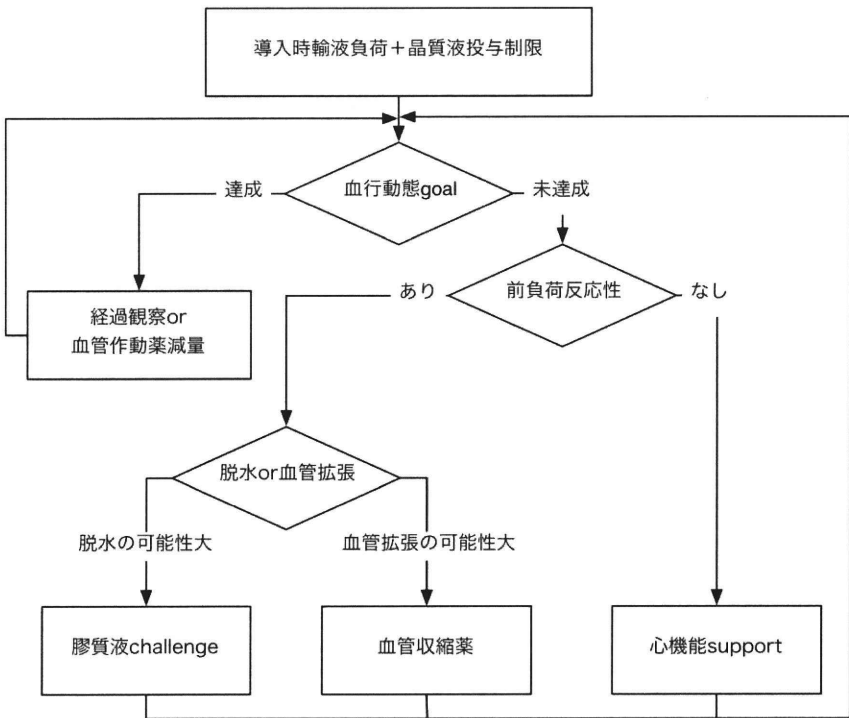 導入時輸液負荷＋晶質液投与制限
血行動態goal
達成
未達成
前負荷反応性
あり
なし
経過観察or
血管作動薬減量
脱水or血管拡張
脱水の可能性大
血管拡張の可能性大
膠質液challenge
血管収縮薬
心機能support